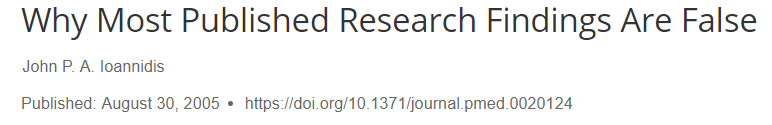 Why Most Published Research Findings Are False
John P. A. Ioannidis
Published: August 30, 2005 • https://doi.org/10.1371/journal.pmed.0020124